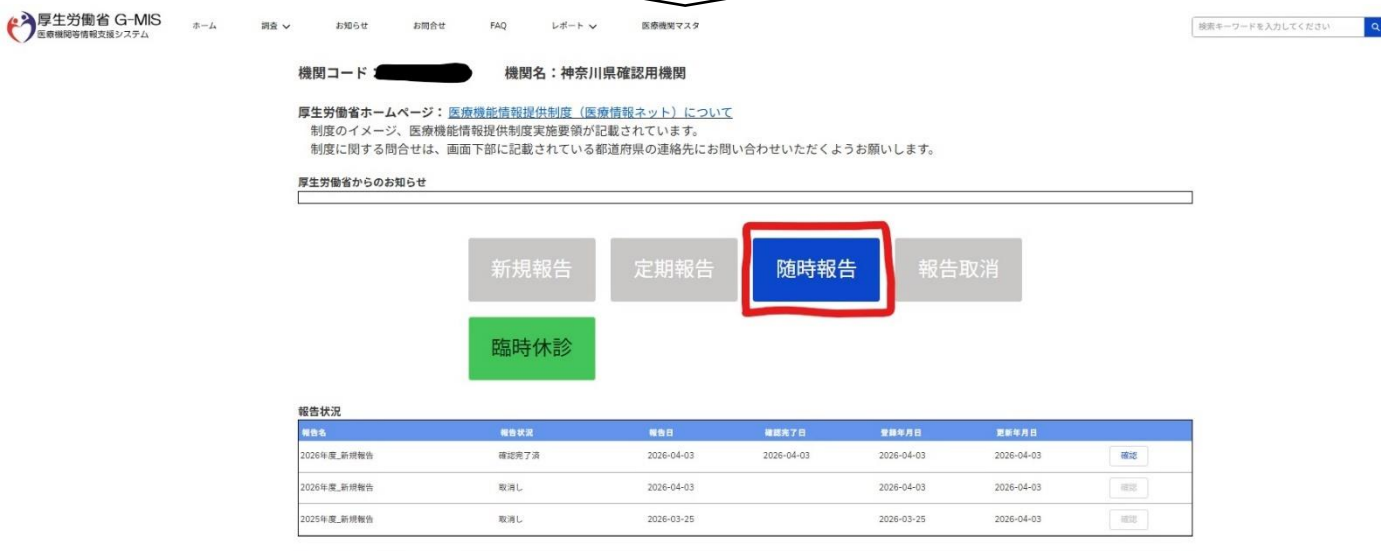 厚生労働省 G-MIS
医療機関等情報支援システム
ホーム 調査 お知らせ お問合せ FAQ レポート 医療機関マスタ
検索キーワードを入力してください
機関コード： 機関名：神奈川県確認用機関
厚生労働省ホームページ： 医療機能情報提供制度（医療情報ネット）について
制度のイメージ、医療機能情報提供制度実施要領が記載されています。
制度に関する問合せは、画面下部に記載されている都道府県の連絡先にお問い合わせいただくようお願いします。
厚生労働省からのお知らせ
新規報告 定期報告 随時報告 報告取消
臨時休診
報告状況
報告名 報告状況 報告日 確認完了日 登録年月日 更新年月日
2026年度_新規報告 確認完了済 2026-04-03 2026-04-03 2026-04-03 2026-04-03 確認
2026年度_新規報告 取消し 2026-04-03 2026-04-03 2026-04-03 確認
2025年度_新規報告 取消し 2026-03-25 2026-03-25 2026-04-03 確認